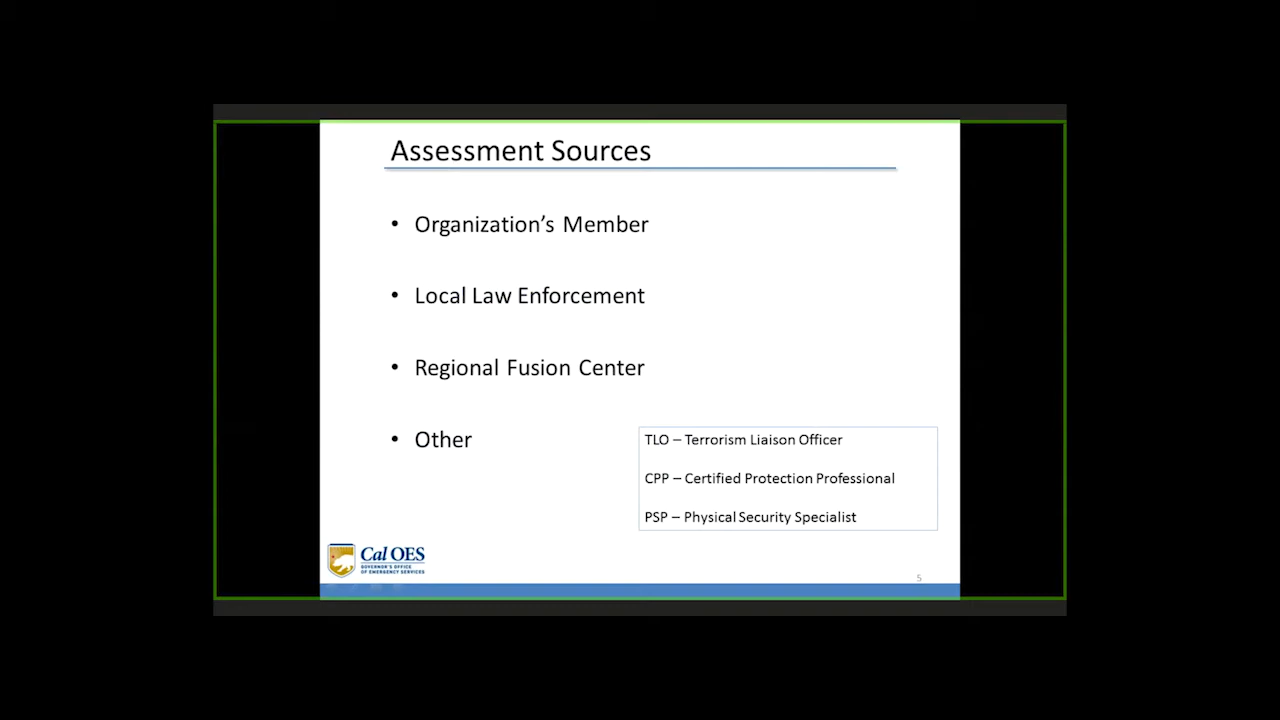 Assessment Sources
• Organization’s Member
• Local Law Enforcement
• Regional Fusion Center
• Other
TLO – Terrorism Liaison Officer
CPP – Certified Protection Professional
PSP – Physical Security Specialist
Cal OES
GOVERNOR'S OFFICE
OF EMERGENCY SERVICES
5